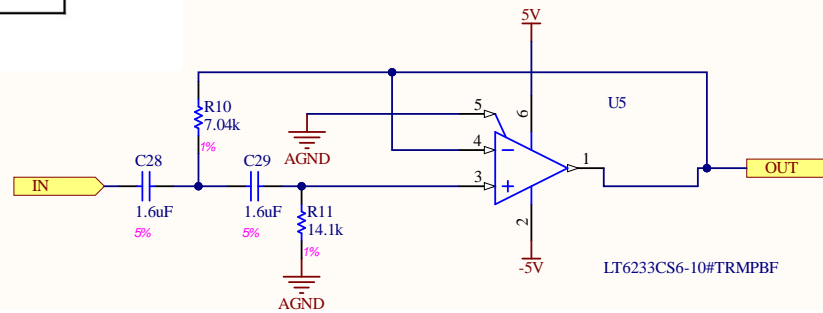 5V
R10
7.04k
1%
5
6
U5
AGND
4
C28
C29
1
IN
3
OUT
1.6uF
5%
1.6uF
5%
R11
14.1k
1%
2
-5V
LT6233CS6-10#TRMPBF
AGND